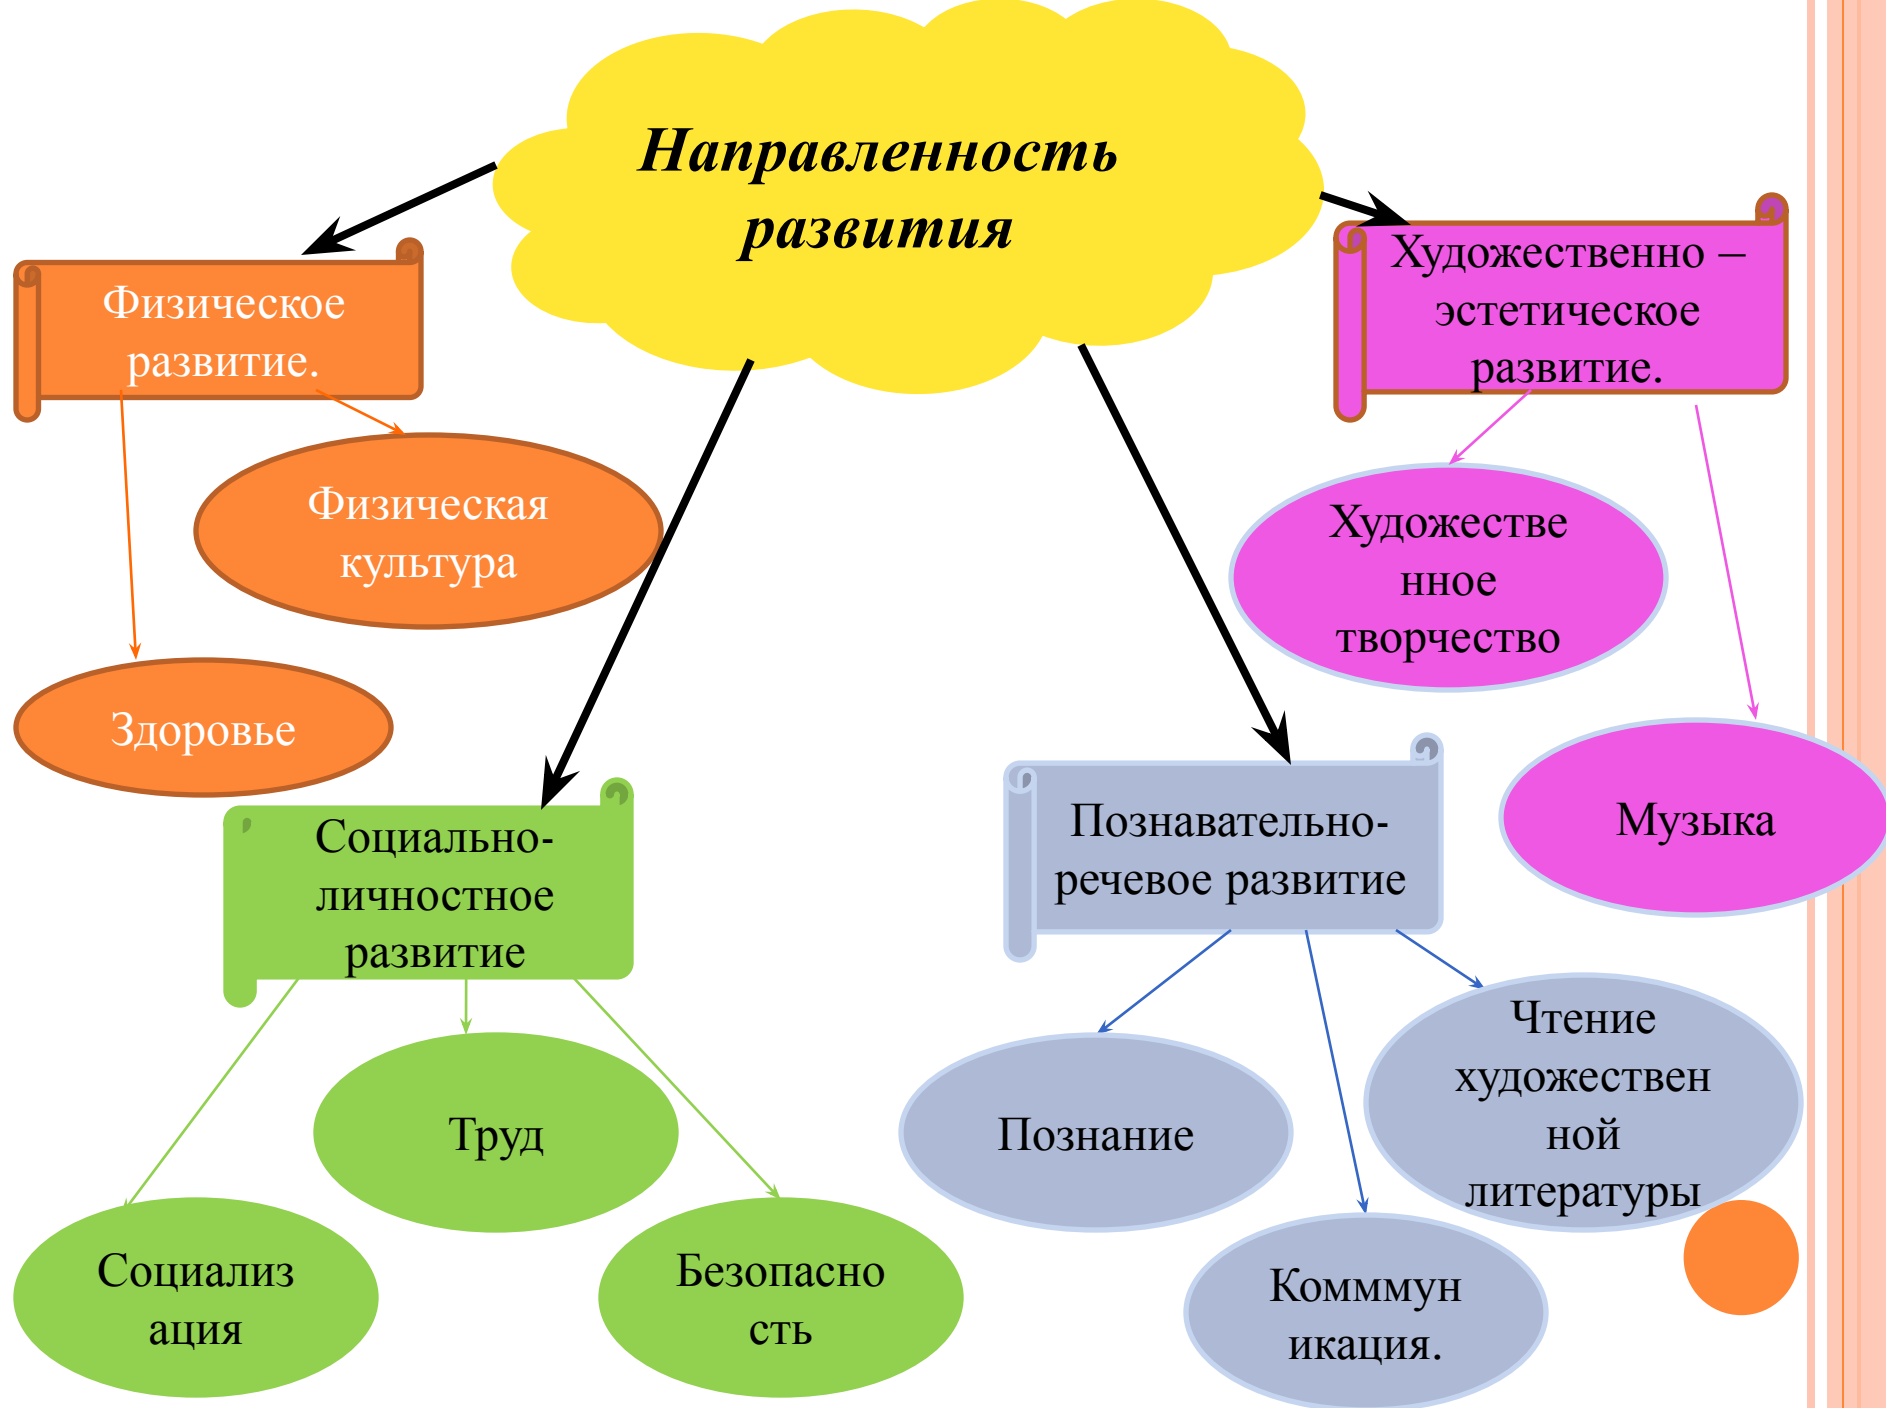 Направленность
развития
Физическое
развитие.
Художественно –
эстетическое
развитие.
Физическая
культура
Художестве
нное
творчество
Здоровье
Музыка
Социально-
личностное
развитие
Познавательно-
речевое развитие
Чтение
художествен
ной
литературы
Труд
Познание
Социализ
ация
Безопасно
сть
Комммун
икация.